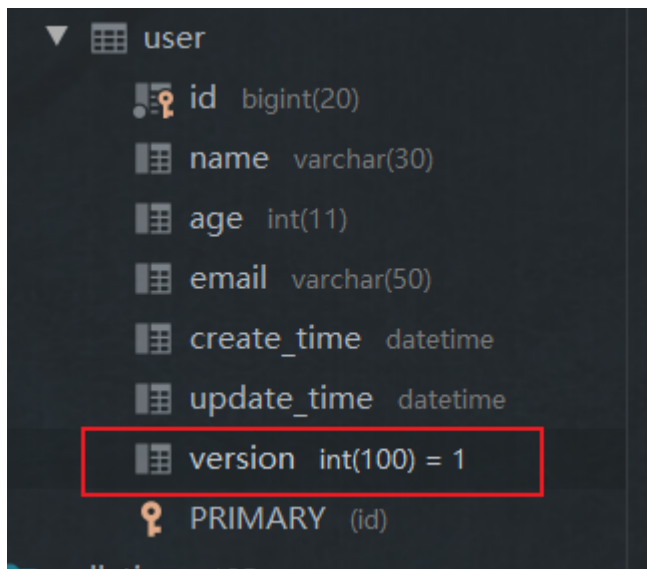 user
id bigint(20)
name varchar(30)
age int(11)
email varchar(50)
create_time datetime
update_time datetime
version int(100) = 1
PRIMARY (id)